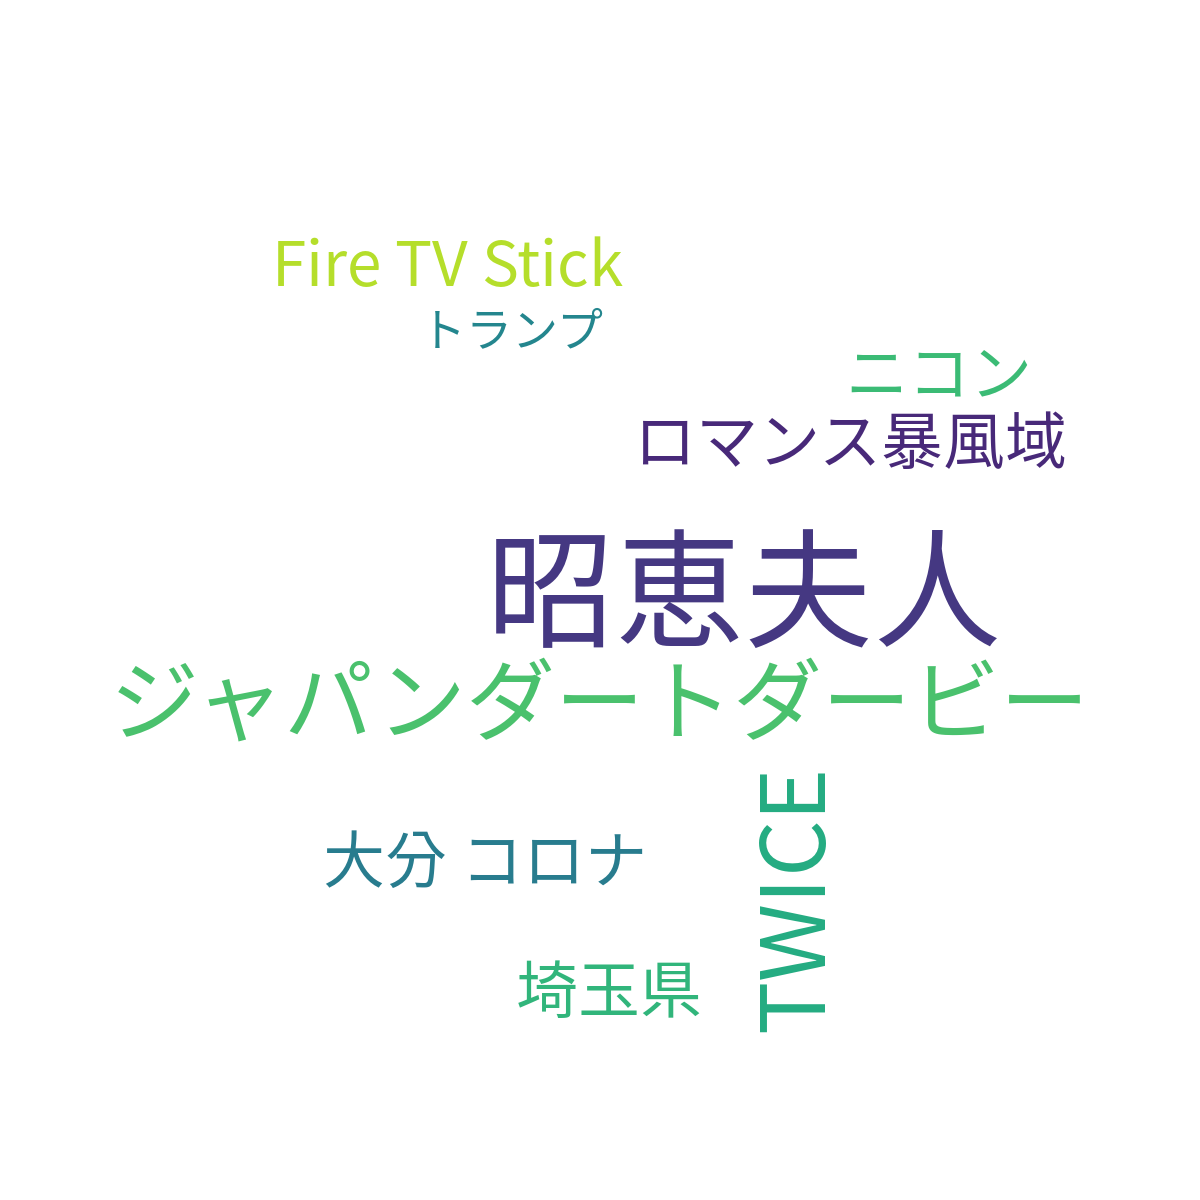 Fire TV Stick
トランプ
ニコン
ロマンス暴風域
昭恵夫人
ジャパンダートダービー
TWICE
大分 コロナ
埼玉県